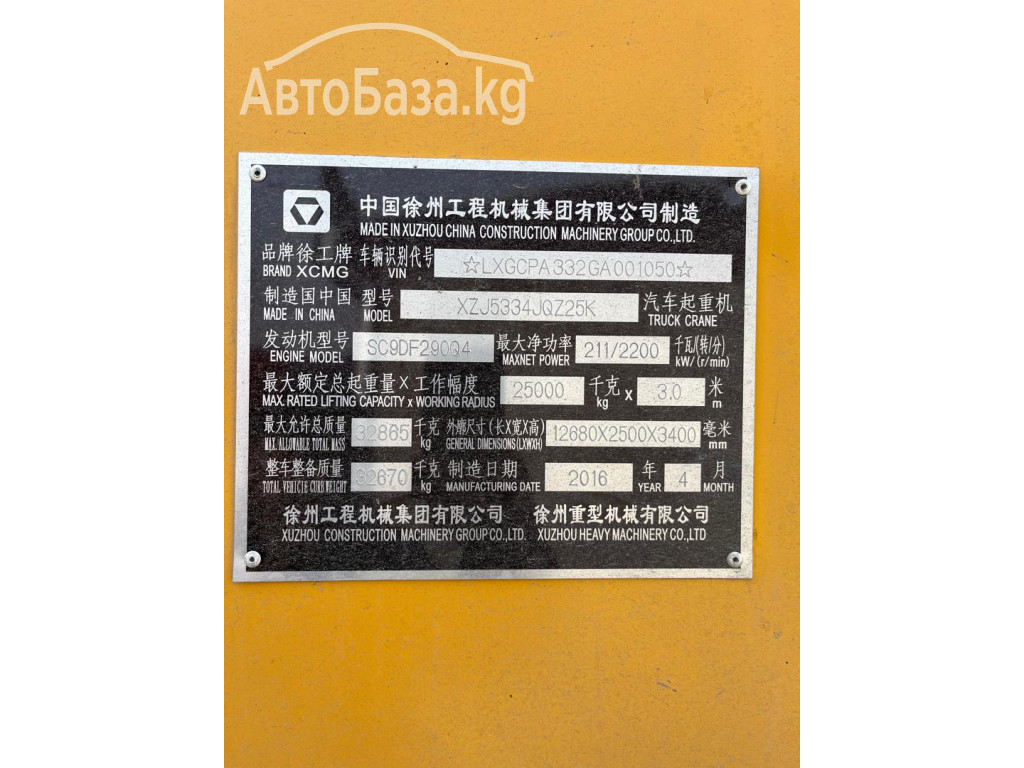 АвтоБаза.kg
中国徐州工程机械集团有限公司制造
MADE IN XUZHOU CHINA CONSTRUCTION MACHINERY GROUP CO.,LTD.
品牌徐工牌 车辆识别代号 ☆LXGCPA332GA001050☆
BRAND XCMG VIN
制造国中国 型号 XZJ5334JQZ25K 汽车起重机
MADE IN CHINA MODEL TRUCK CRANE
发动机型号 SC9DF290Q4 最大净功率 211/2200 千瓦/(转/分)
ENGINE MODEL MAXNET POWER kW/(r/min)
最大额定总起重量×工作幅度 25000 千克 x 3.0 米
MAX.RATED LIFTING CAPACITY x WORKING RADIUS kg m
最大允许总质量 32865 千克 外廓尺寸(长X宽X高) 12680X2500X3400 毫米
MAX.ALLOWABLE TOTAL MASS kg GENERAL DIMENSIONS(LXWXH) mm
整车整备质量 32670 千克 制造日期 2016 年 4 月
TOTAL VEHICLE CURB WEIGHT kg MANUFACTURING DATE YEAR MONTH
徐州工程机械集团有限公司 徐州重型机械有限公司
XUZHOU CONSTRUCTION MACHINERY GROUP CO.,LTD. XUZHOU HEAVY MACHINERY CO.,LTD